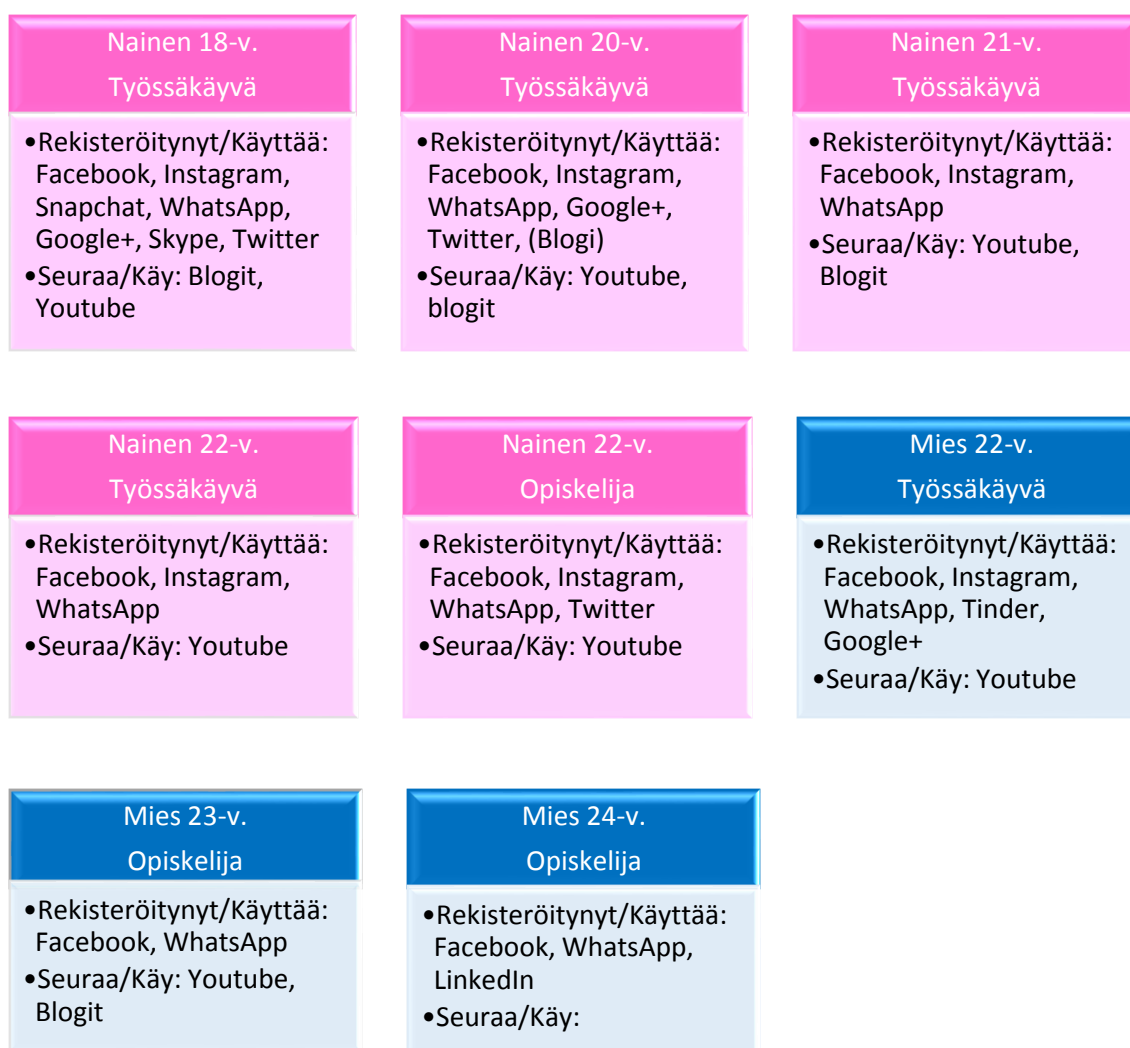 Nainen 18-v.
Työssäkäyvä
•Rekisteröitynyt/Käyttää:
Facebook, Instagram,
Snapchat, WhatsApp,
Google+, Skype, Twitter
•Seuraa/Käy: Blogit,
Youtube
Nainen 20-v.
Työssäkäyvä
•Rekisteröitynyt/Käyttää:
Facebook, Instagram,
WhatsApp, Google+,
Twitter, (Blogi)
•Seuraa/Käy: Youtube,
blogit
Nainen 21-v.
Työssäkäyvä
•Rekisteröitynyt/Käyttää:
Facebook, Instagram,
WhatsApp
•Seuraa/Käy: Youtube,
Blogit
Nainen 22-v.
Työssäkäyvä
•Rekisteröitynyt/Käyttää:
Facebook, Instagram,
WhatsApp
•Seuraa/Käy: Youtube
Nainen 22-v.
Opiskelija
•Rekisteröitynyt/Käyttää:
Facebook, Instagram,
WhatsApp, Twitter
•Seuraa/Käy: Youtube
Mies 22-v.
Työssäkäyvä
•Rekisteröitynyt/Käyttää:
Facebook, Instagram,
WhatsApp, Tinder,
Google+
•Seuraa/Käy: Youtube
Mies 23-v.
Opiskelija
•Rekisteröitynyt/Käyttää:
Facebook, WhatsApp
•Seuraa/Käy: Youtube,
Blogit
Mies 24-v.
Opiskelija
•Rekisteröitynyt/Käyttää:
Facebook, WhatsApp,
LinkedIn
•Seuraa/Käy: